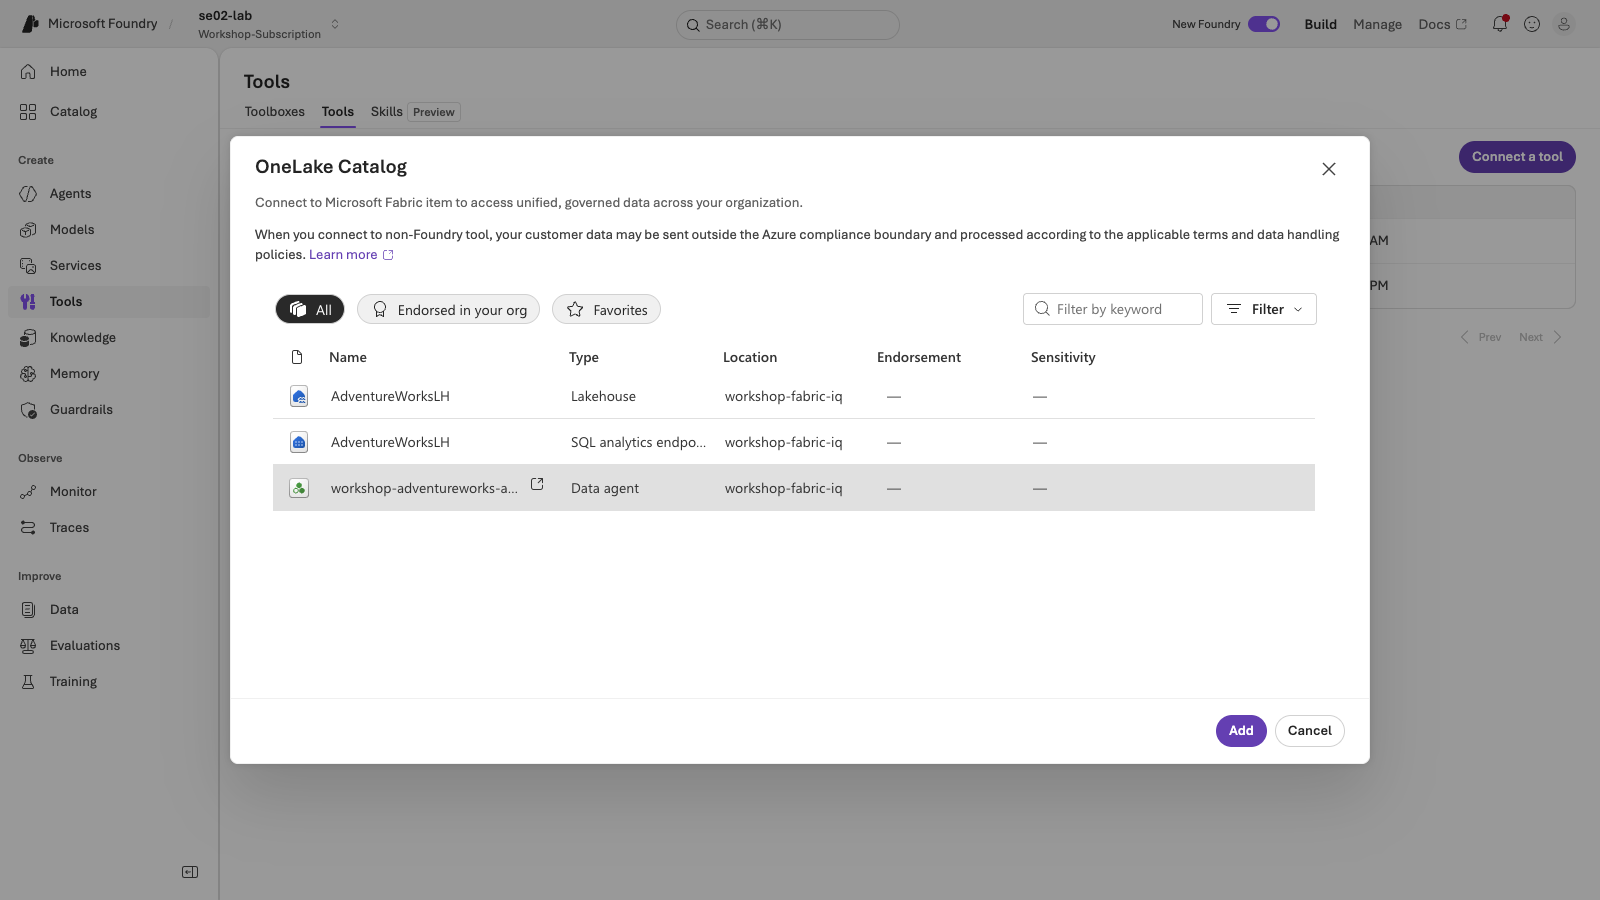 Microsoft Foundry
/
se02-lab
Workshop-Subscription
Search (⌘K)
New Foundry
Build
Manage
Docs
Home
Catalog
Create
Agents
Models
Services
Tools
Knowledge
Memory
Guardrails
Observe
Monitor
Traces
Improve
Data
Evaluations
Training
Tools
Toolboxes
Tools
Skills
Preview
Connect a tool
AM
PM
Prev
Next
OneLake Catalog
Connect to Microsoft Fabric item to access unified, governed data across your organization.
When you connect to non-Foundry tool, your customer data may be sent outside the Azure compliance boundary and processed according to the applicable terms and data handling
policies. Learn more
All
Endorsed in your org
Favorites
Filter by keyword
Filter
Name Type Location Endorsement Sensitivity
AdventureWorksLH Lakehouse workshop-fabric-iq — —
AdventureWorksLH SQL analytics endpo... workshop-fabric-iq — —
workshop-adventureworks-a... Data agent workshop-fabric-iq — —
Add
Cancel